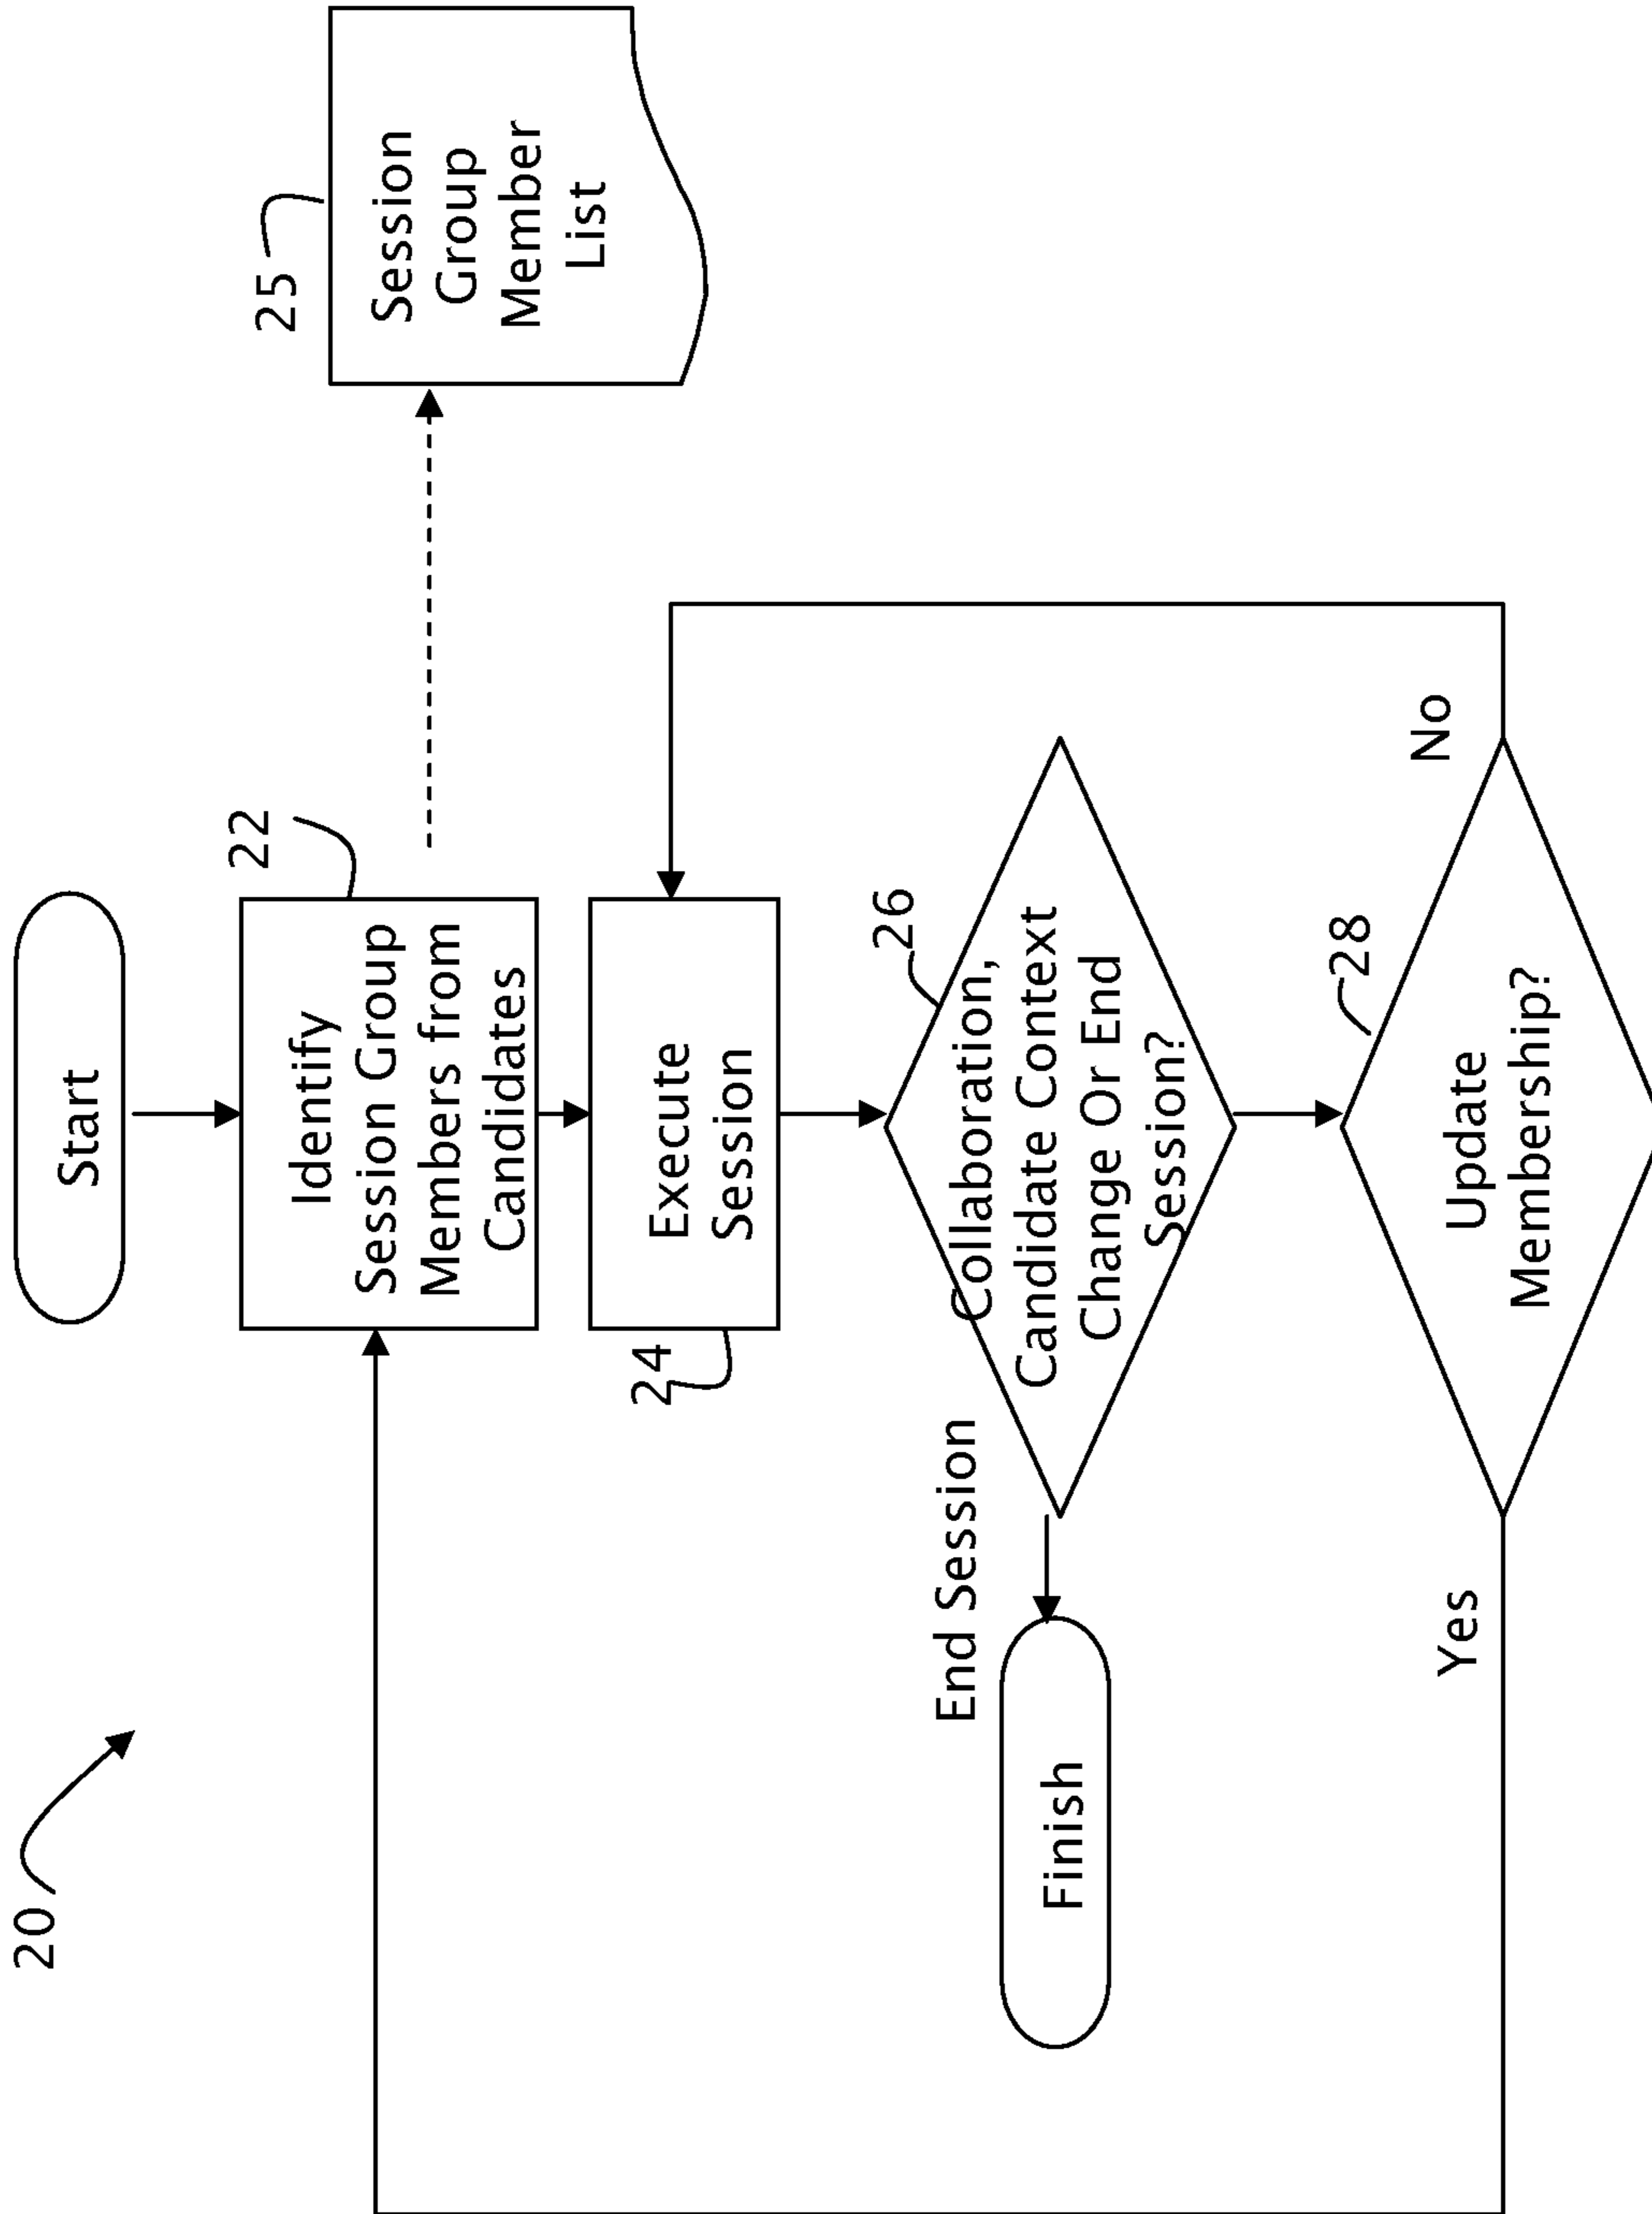 20
Start
22
Identify
Session Group
Members from
Candidates
25
Session
Group
Member
List
24
Execute
Session
26
Collaboration,
Candidate Context
Change Or End
Session?
End Session
Finish
28
Update
Membership?
Yes
No